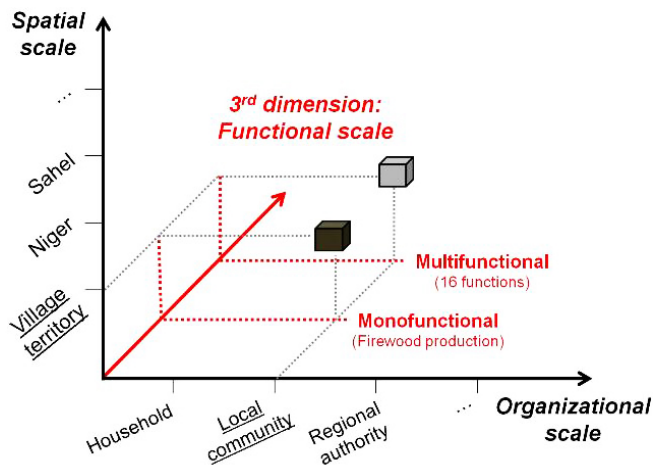 Spatial
scale
...
Sahel
Niger
Village
territory
3rd dimension:
Functional scale
Multifunctional
(16 functions)
Monofunctional
(Firewood production)
Household
Local
community
Regional
authority
...
Organizational
scale